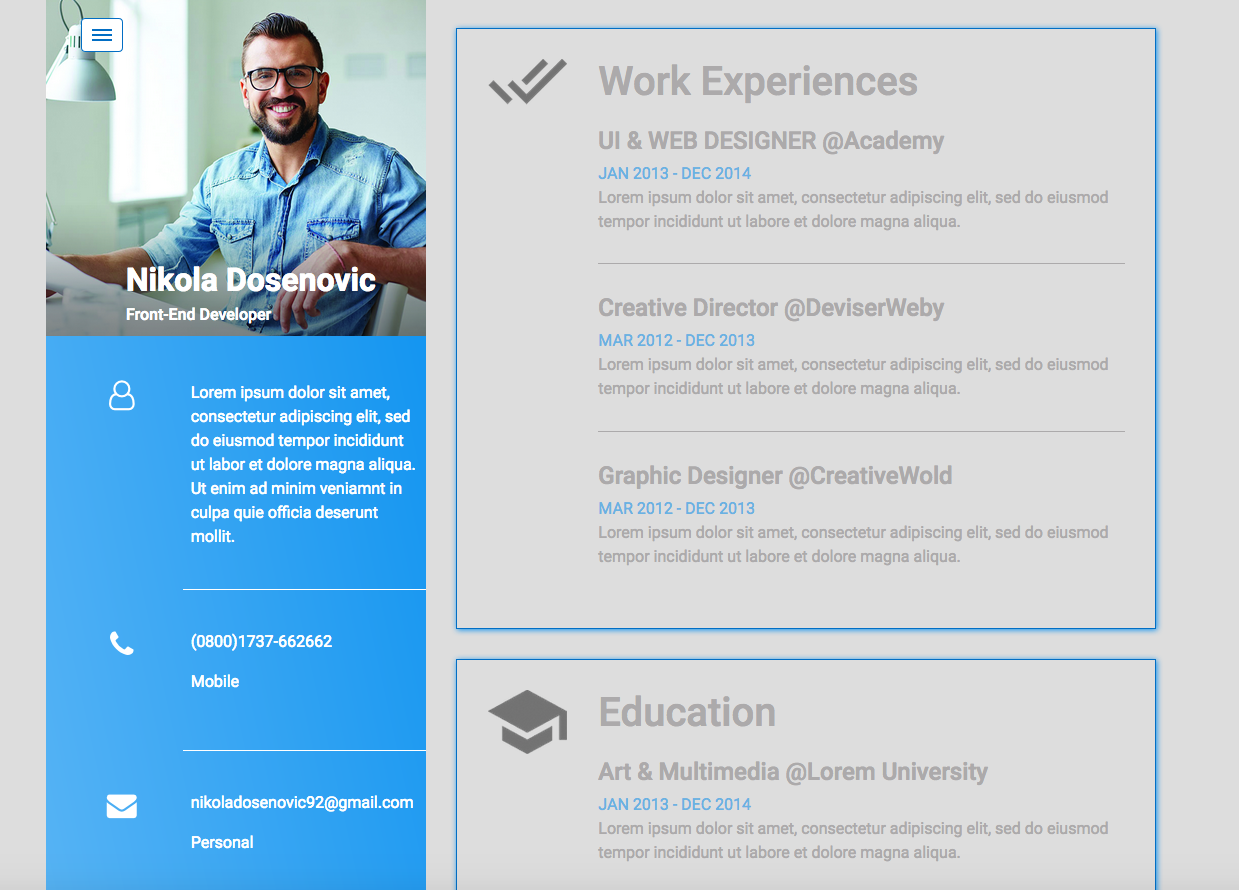 Nikola Dosenovic
Front-End Developer
Lorem ipsum dolor sit amet,
consectetur adipiscing elit, sed
do eiusmod tempor incididunt
ut labor et dolore magna aliqua.
Ut enim ad minim veniamnt in
culpa quie officia deserunt
mollit.
(0800)1737-662662
Mobile
nikoladosenovic92@gmail.com
Personal
Work Experiences
UI & WEB DESIGNER @Academy
JAN 2013 - DEC 2014
Lorem ipsum dolor sit amet, consectetur adipiscing elit, sed do eiusmod
tempor incididunt ut labore et dolore magna aliqua.
Creative Director @DeviserWeby
MAR 2012 - DEC 2013
Lorem ipsum dolor sit amet, consectetur adipiscing elit, sed do eiusmod
tempor incididunt ut labore et dolore magna aliqua.
Graphic Designer @CreativeWold
MAR 2012 - DEC 2013
Lorem ipsum dolor sit amet, consectetur adipiscing elit, sed do eiusmod
tempor incididunt ut labore et dolore magna aliqua.
Education
Art & Multimedia @Lorem University
JAN 2013 - DEC 2014
Lorem ipsum dolor sit amet, consectetur adipiscing elit, sed do eiusmod
tempor incididunt ut labore et dolore magna aliqua.